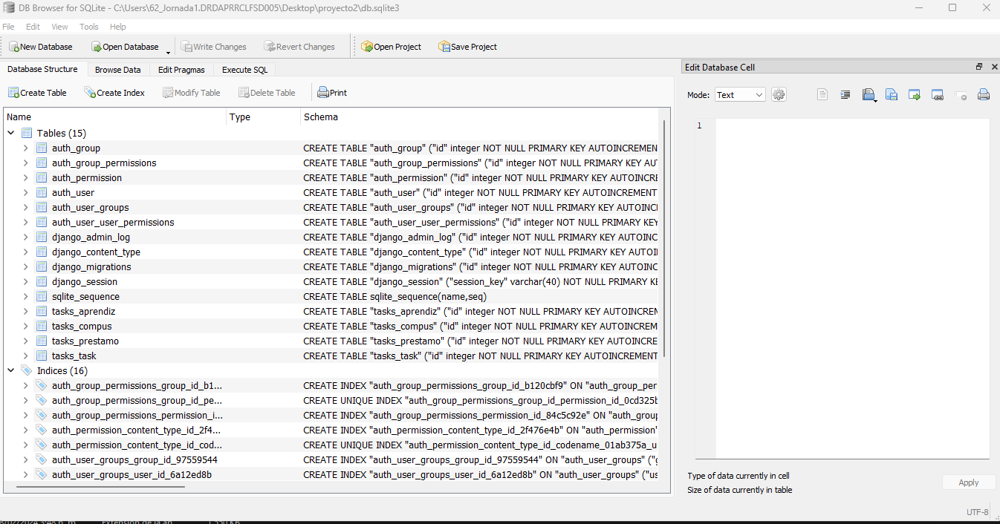 DB Browser for SQLite - C:\Users\62_Jornada1.DRDAPRRCLFSD005\Desktop\proyecto2\db.sqlite3
File Edit View Tools Help
New Database Open Database Write Changes Revert Changes Open Project Save Project
Database Structure Browse Data Edit Pragmas Execute SQL
Create Table Create Index Modify Table Delete Table Print
Name Type Schema
Tables (15)
auth_group CREATE TABLE "auth_group" ("id" integer NOT NULL PRIMARY KEY AUTOINCREMEN
auth_group_permissions CREATE TABLE "auth_group_permissions" ("id" integer NOT NULL PRIMARY KEY AUT
auth_permission CREATE TABLE "auth_permission" ("id" integer NOT NULL PRIMARY KEY AUTOINCRE
auth_user CREATE TABLE "auth_user" ("id" integer NOT NULL PRIMARY KEY AUTOINCREMENT
auth_user_groups CREATE TABLE "auth_user_groups" ("id" integer NOT NULL PRIMARY KEY AUTOINC
auth_user_user_permissions CREATE TABLE "auth_user_user_permissions" ("id" integer NOT NULL PRIMARY KEY
django_admin_log CREATE TABLE "django_admin_log" ("id" integer NOT NULL PRIMARY KEY AUTOINC
django_content_type CREATE TABLE "django_content_type" ("id" integer NOT NULL PRIMARY KEY AUTOI
django_migrations CREATE TABLE "django_migrations" ("id" integer NOT NULL PRIMARY KEY AUTOINC
django_session CREATE TABLE "django_session" ("session_key" varchar(40) NOT NULL PRIMARY KE
sqlite_sequence CREATE TABLE sqlite_sequence(name,seq)
tasks_aprendiz CREATE TABLE "tasks_aprendiz" ("id" integer NOT NULL PRIMARY KEY AUTOINCREM
tasks_compus CREATE TABLE "tasks_compus" ("id" integer NOT NULL PRIMARY KEY AUTOINCREM
tasks_prestamo CREATE TABLE "tasks_prestamo" ("id" integer NOT NULL PRIMARY KEY AUTOINCRE
tasks_task CREATE TABLE "tasks_task" ("id" integer NOT NULL PRIMARY KEY AUTOINCREMENT
Indices (16)
auth_group_permissions_group_id_b1... CREATE INDEX "auth_group_permissions_group_id_b120cbf9" ON "auth_group_per
auth_group_permissions_group_id_pe... CREATE UNIQUE INDEX "auth_group_permissions_group_id_permission_id_0cd325b
auth_group_permissions_permission_i... CREATE INDEX "auth_group_permissions_permission_id_84c5c92e" ON "auth_group
auth_permission_content_type_id_2f4... CREATE INDEX "auth_permission_content_type_id_2f476e4b" ON "auth_permission"
auth_permission_content_type_id_cod... CREATE UNIQUE INDEX "auth_permission_content_type_id_codename_01ab375a_u
auth_user_groups_group_id_97559544 CREATE INDEX "auth_user_groups_group_id_97559544" ON "auth_user_groups" ("g
auth_user_groups_user_id_6a12ed8b CREATE INDEX "auth_user_groups_user_id_6a12ed8b" ON "auth_user_groups" ("us
Edit Database Cell
Mode: Text
1
Type of data currently in cell
Size of data currently in table
Apply
UTF-8